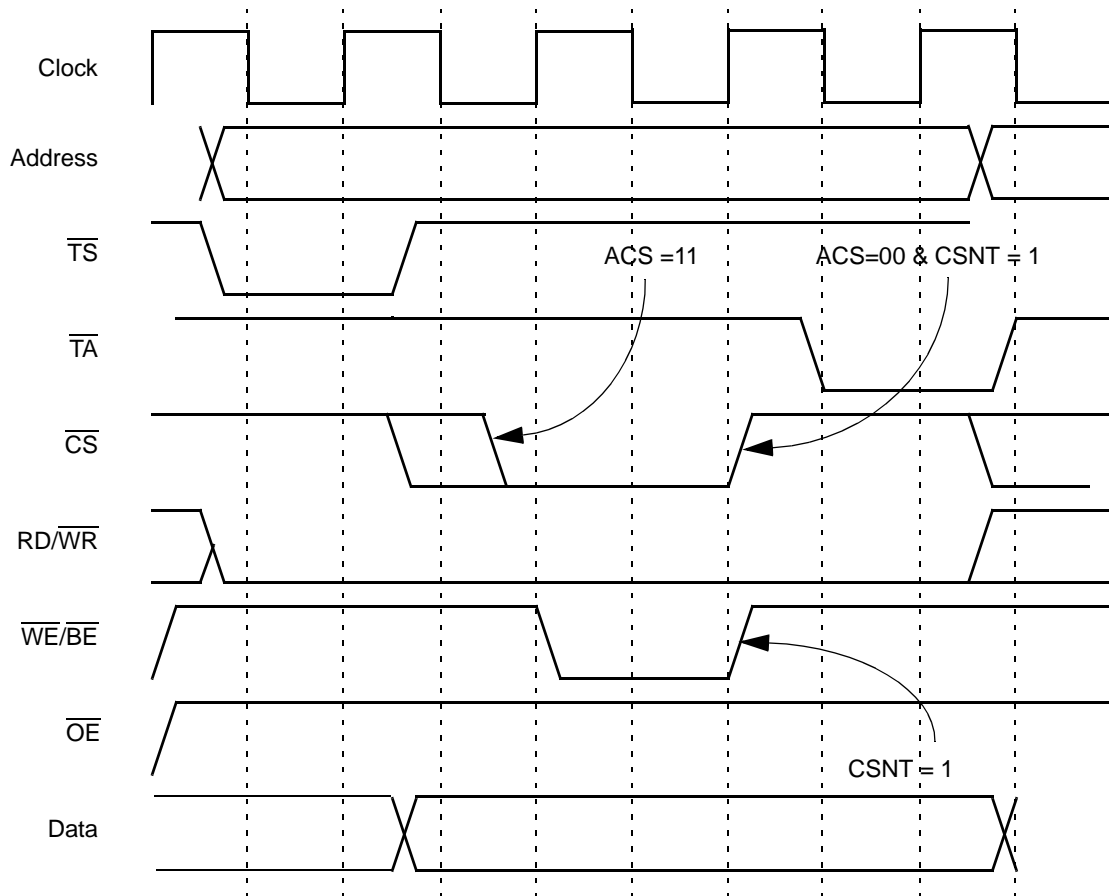 Clock
Address
TS
ACS =11
ACS=00 & CSNT = 1
TA
CS
RD/WR
WE/BE
OE
CSNT = 1
Data